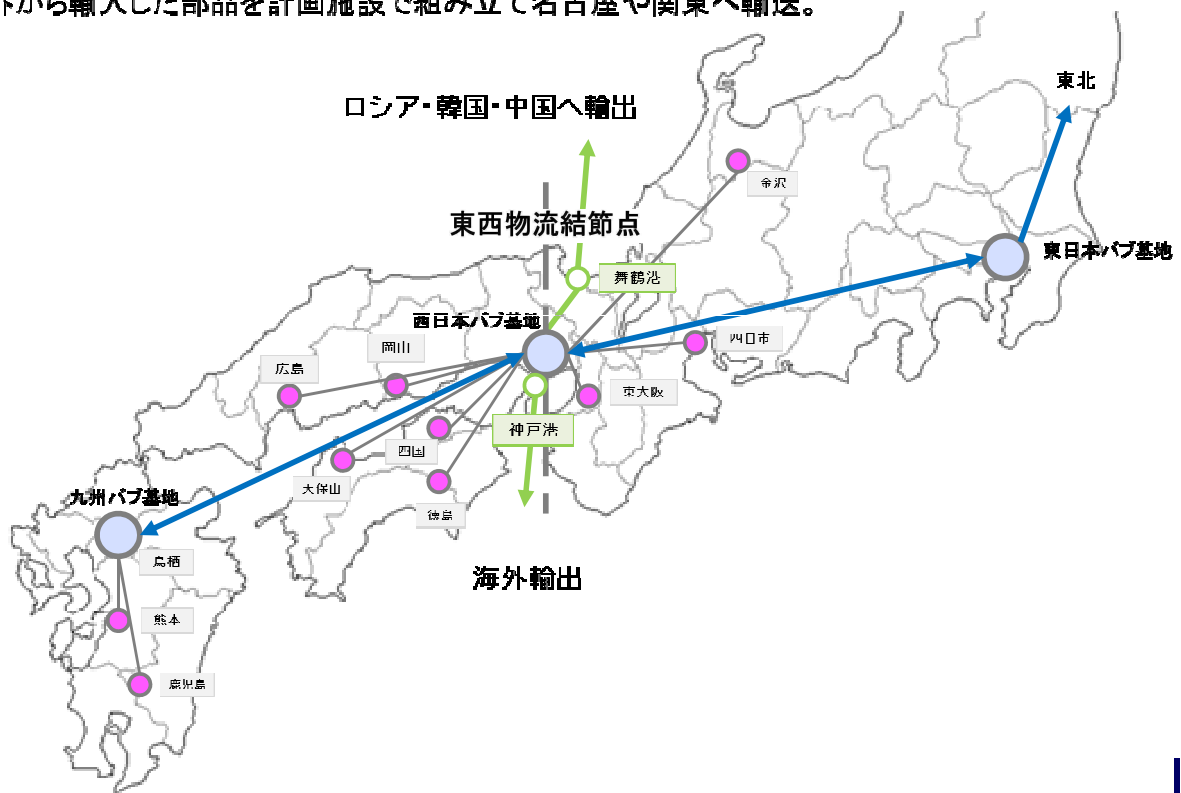 から輸入した部品を計画施設で組み立て名古屋や関東へ輸送。
東北
ロシア・韓国・中国へ輸出
金沢
東西物流結節点
東日本バブ基地
舞鶴港
西日本バブ基地
四日市
岡山
広島
東大阪
神戸港
四国
天保山
九州バブ基地
徳島
鳥栖
海外輸出
熊本
鹿児島